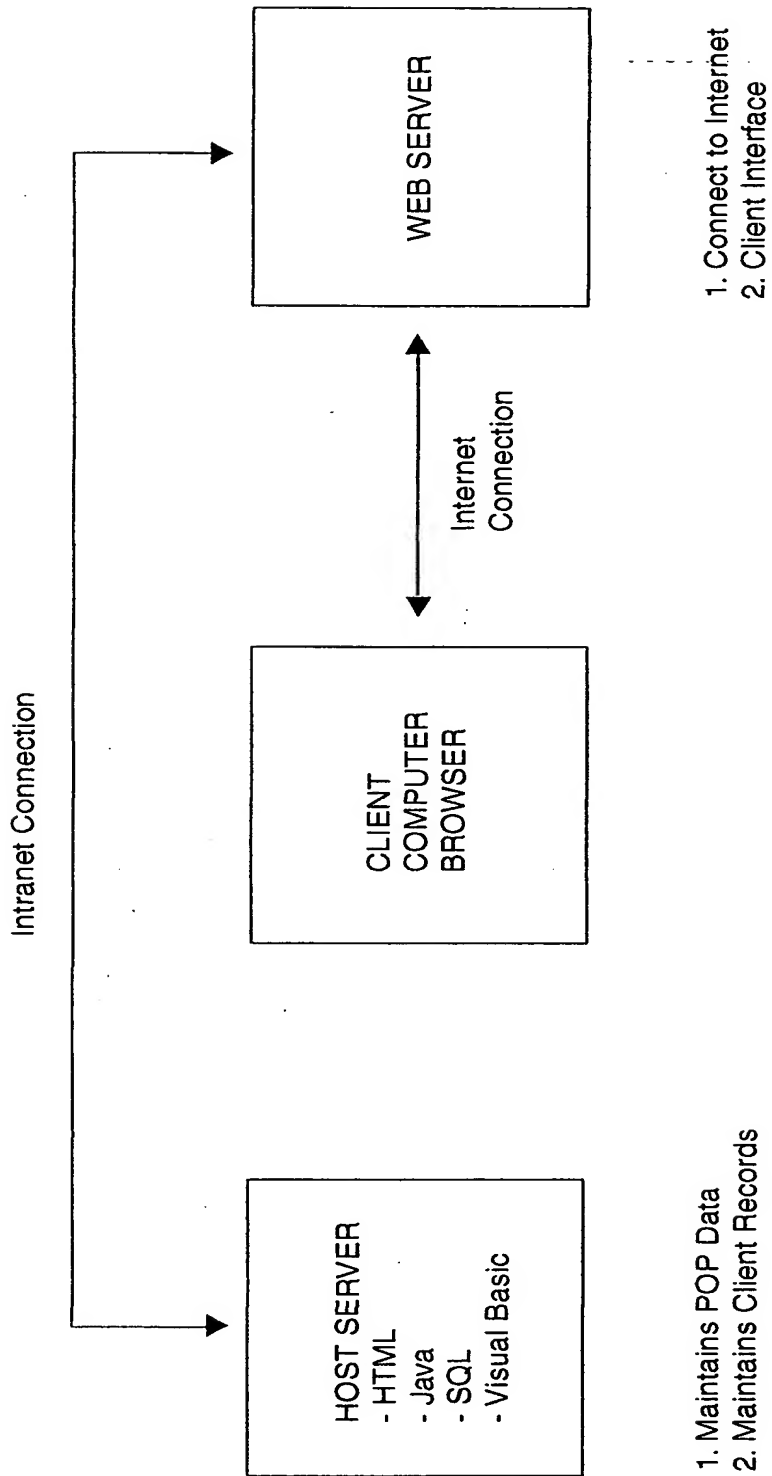 Intranet Connection
HOST SERVER
- HTML
- Java
- SQL
- Visual Basic
1. Maintains POP Data
2. Maintains Client Records
CLIENT
COMPUTER
BROWSER
Internet
Connection
WEB SERVER
1. Connect to Internet
2. Client Interface